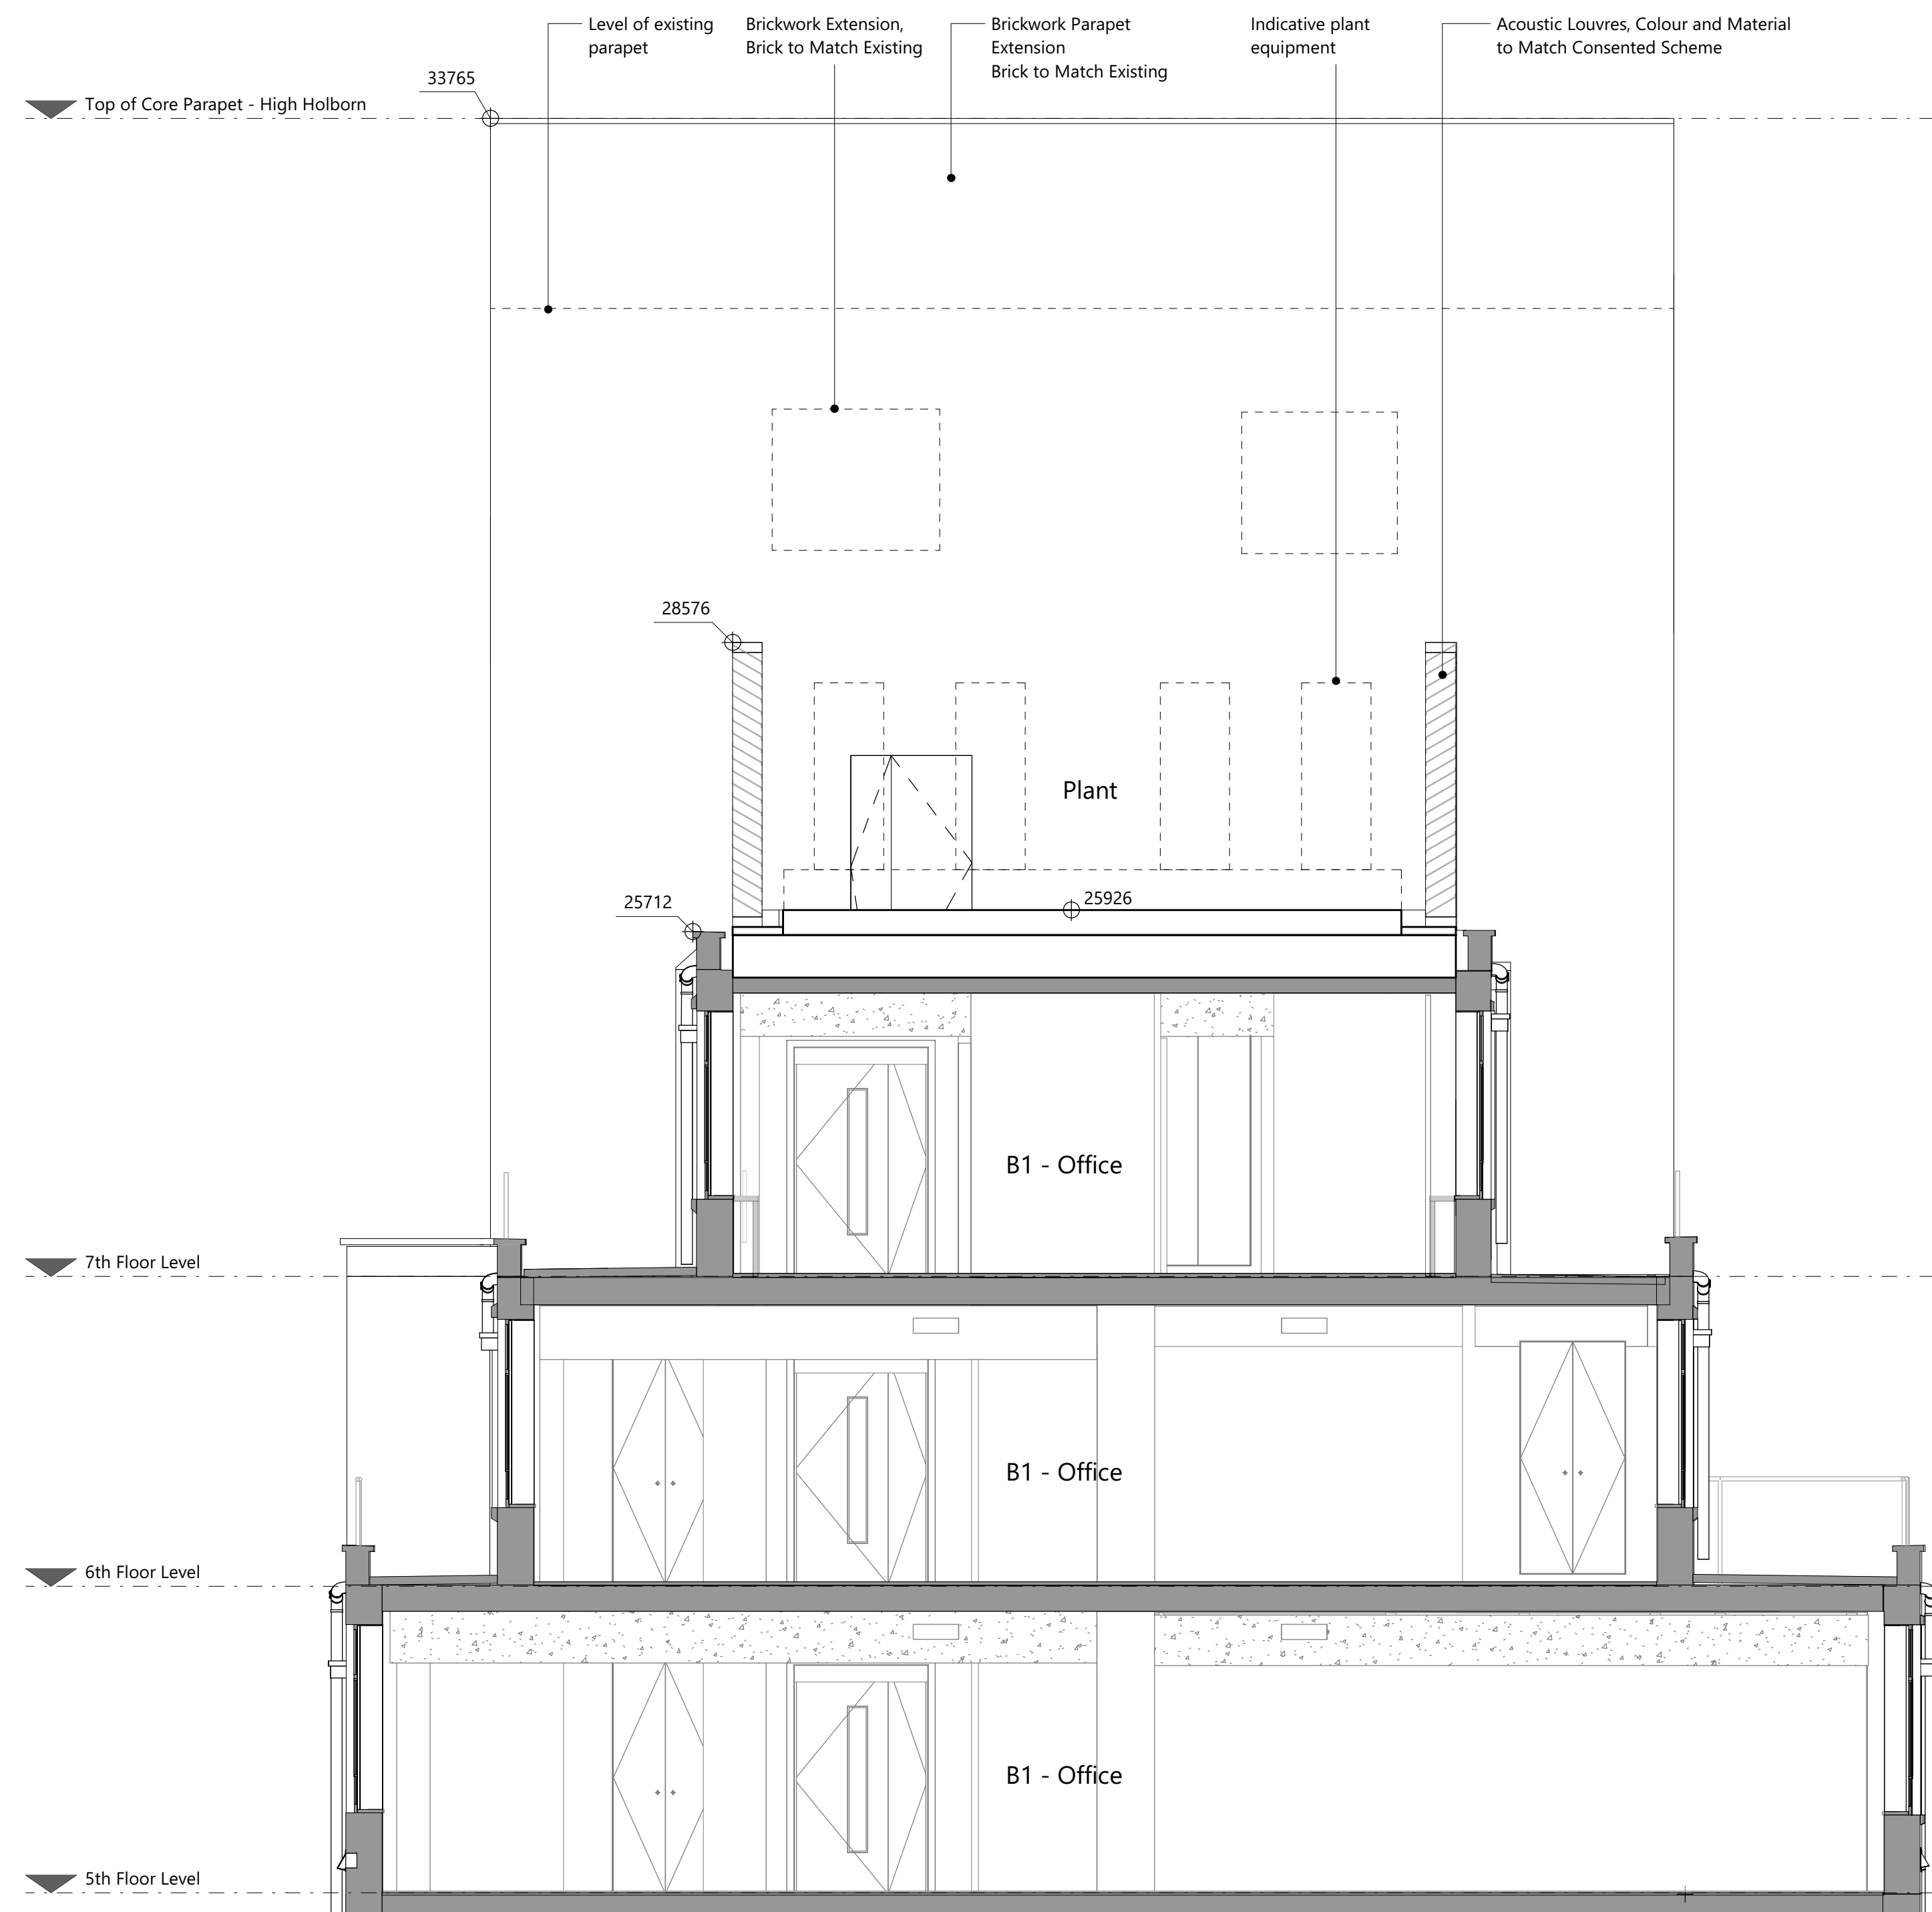 Level of existing
parapet
Brickwork Extension,
Brick to Match Existing
Brickwork Parapet
Extension
Brick to Match Existing
Indicative plant
equipment
Acoustic Louvres, Colour and Material
to Match Consented Scheme
33765
Top of Core Parapet - High Holborn
28576
Plant
25712
25926
B1 - Office
7th Floor Level
B1 - Office
6th Floor Level
B1 - Office
5th Floor Level